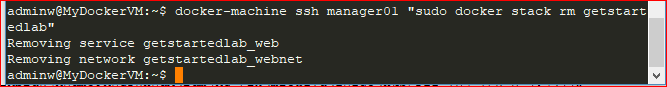 adminw@MyDockerVM:~$ docker-machine ssh manager01 "sudo docker stack rm getstart
edlab"
Removing service getstartedlab_web
Removing network getstartedlab_webnet
adminw@MyDockerVM:~$